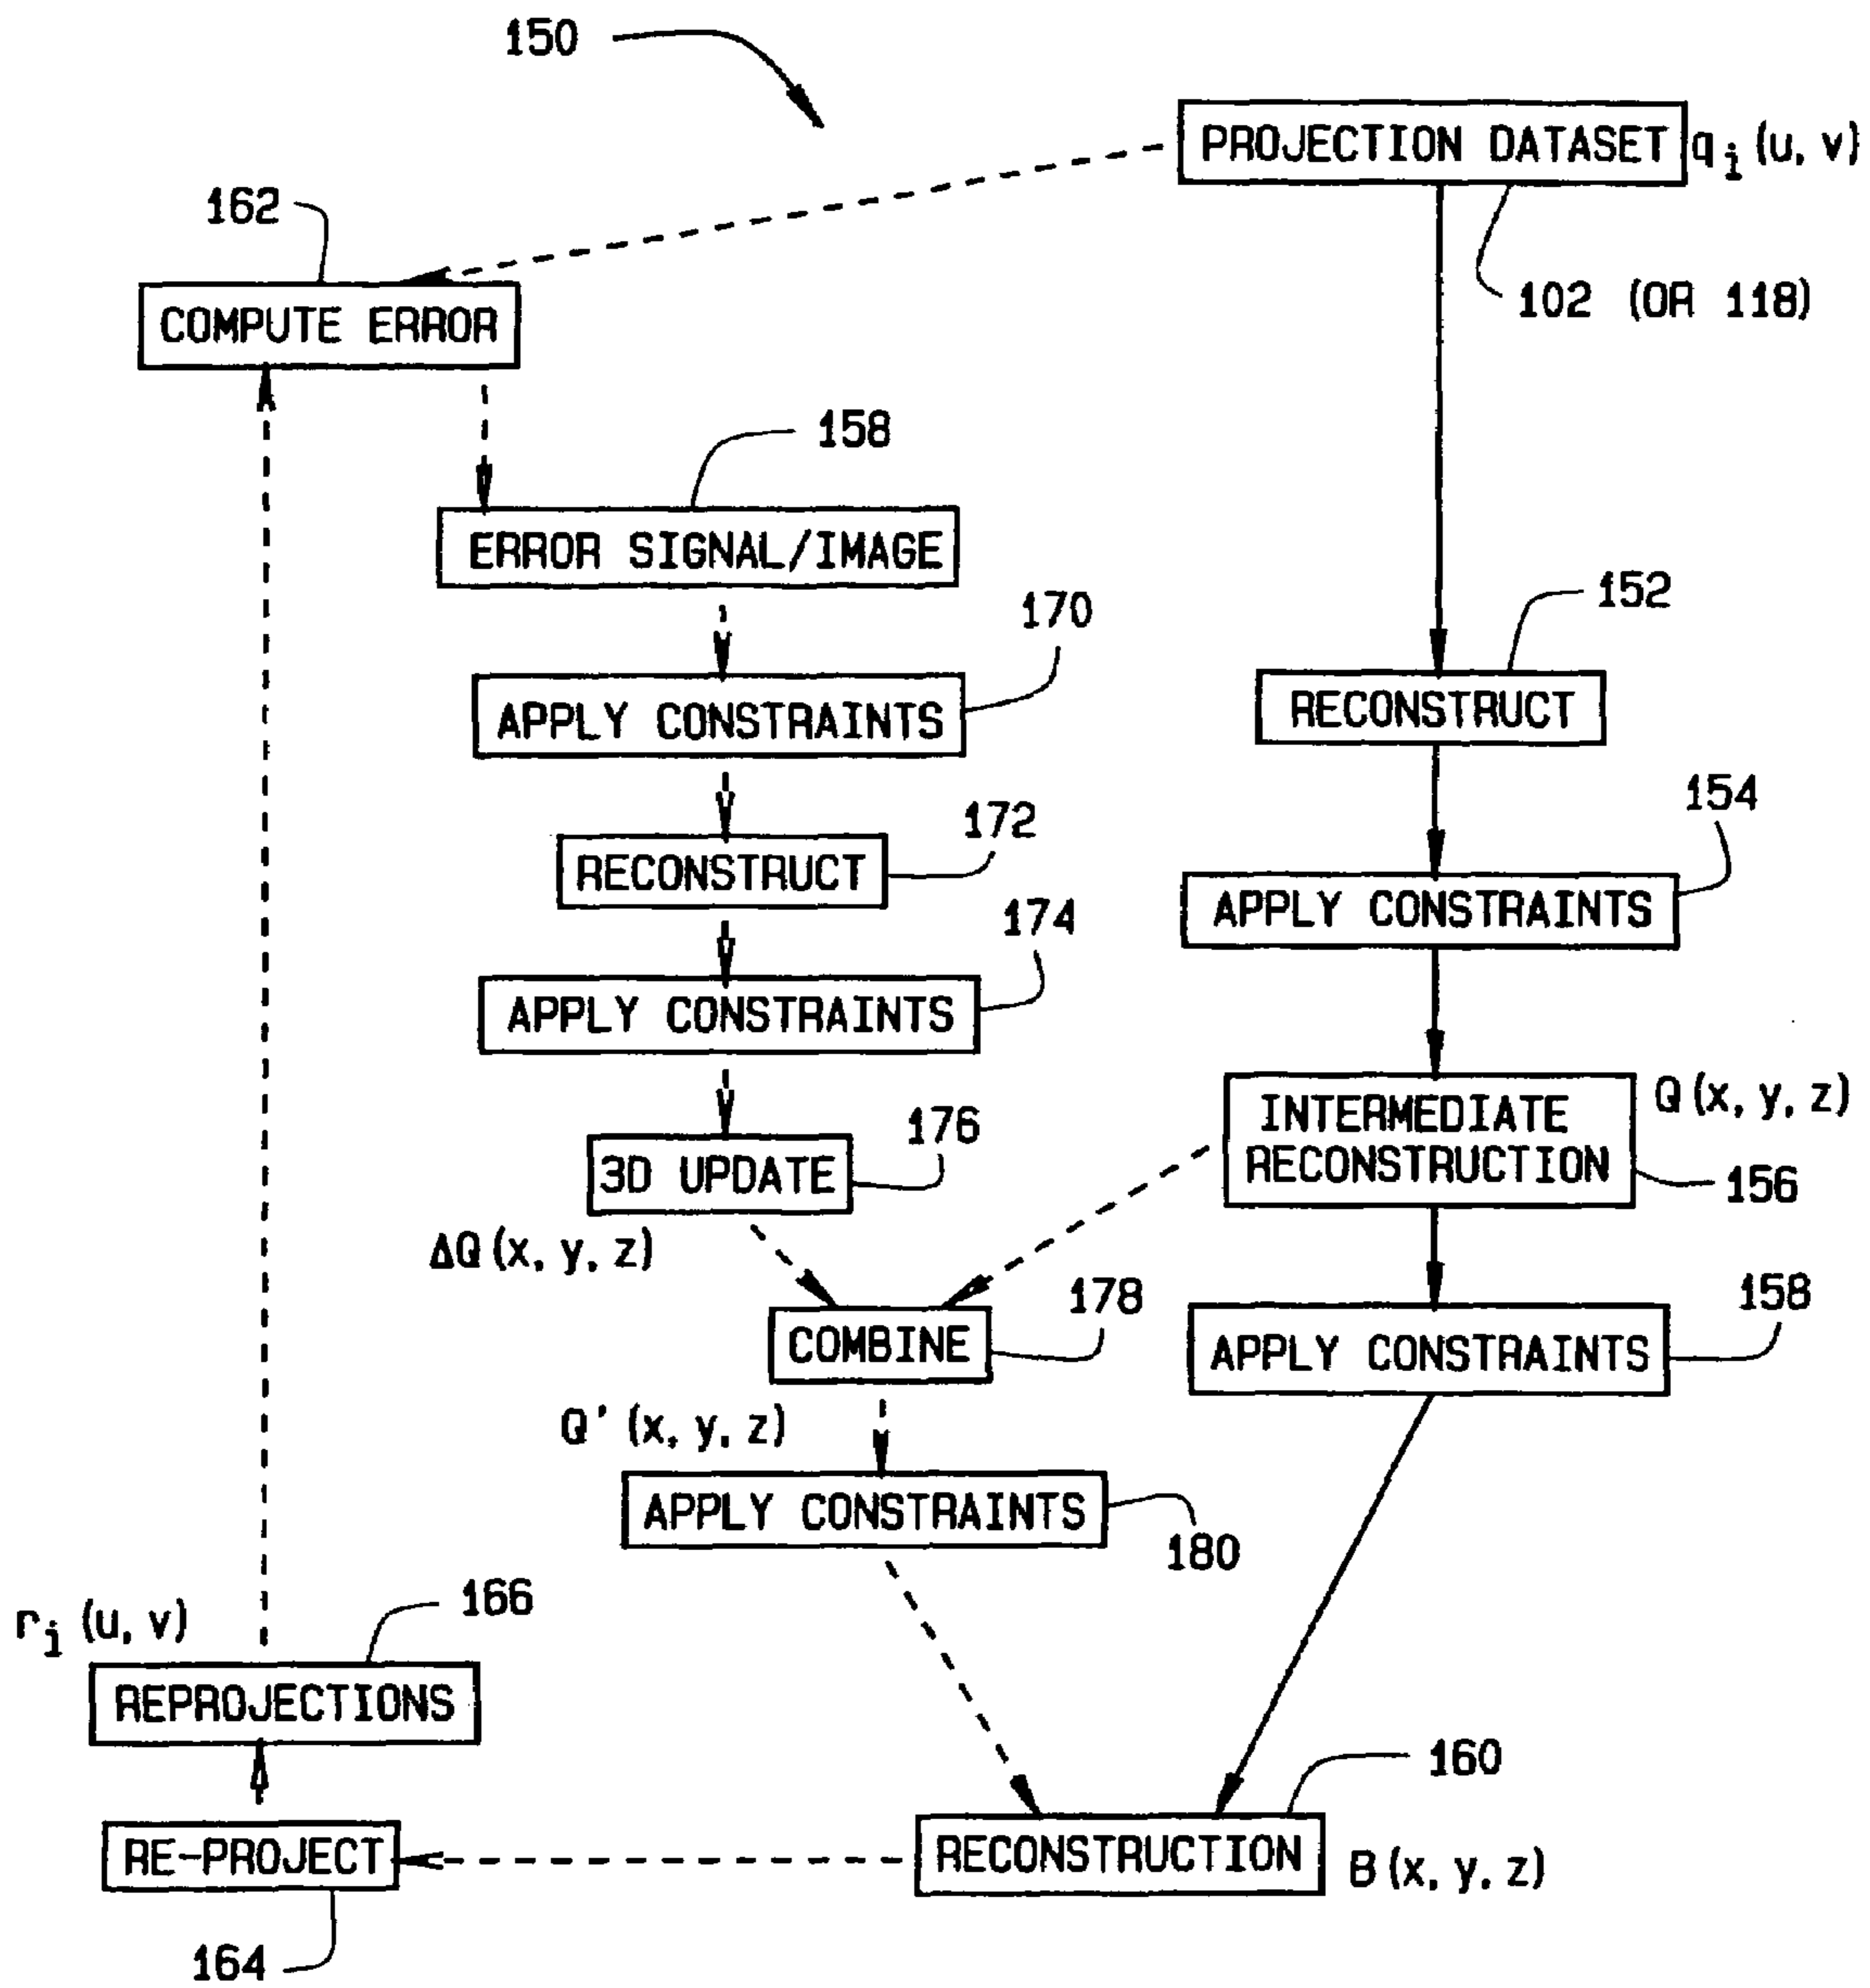 150
PROJECTION DATASET
qi (u, v)
162
102 (OR 118)
COMPUTE ERROR
158
ERROR SIGNAL/IMAGE
152
170
RECONSTRUCT
APPLY CONSTRAINTS
154
172
RECONSTRUCT
APPLY CONSTRAINTS
174
APPLY CONSTRAINTS
Q (x, y, z)
INTERMEDIATE
RECONSTRUCTION
176
3D UPDATE
156
ΔQ (x, y, z)
178
158
COMBINE
APPLY CONSTRAINTS
Q' (x, y, z)
APPLY CONSTRAINTS
180
166
ri (u, v)
REPROJECTIONS
160
RE-PROJECT
RECONSTRUCTION
B (x, y, z)
164